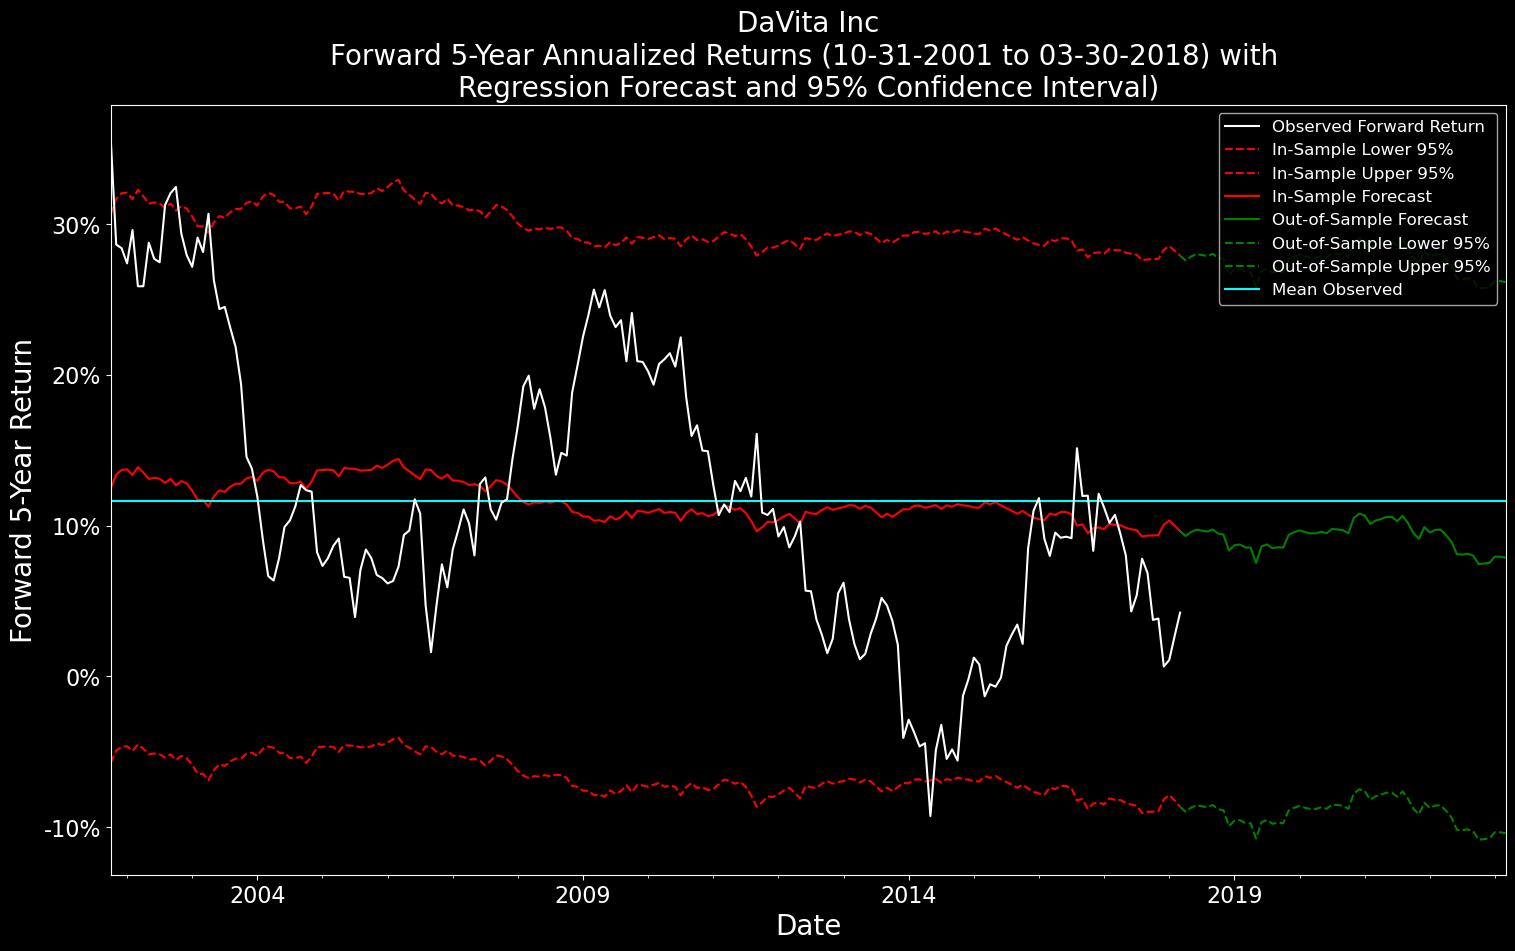 DaVita Inc
Forward 5-Year Annualized Returns (10-31-2001 to 03-30-2018) with
Regression Forecast and 95% Confidence Interval)
Observed Forward Return
In-Sample Lower 95%
In-Sample Upper 95%
In-Sample Forecast
Out-of-Sample Forecast
Out-of-Sample Lower 95%
Out-of-Sample Upper 95%
Mean Observed
Forward 5-Year Return
30%
20%
10%
0%
-10%
2004
2009
2014
2019
Date